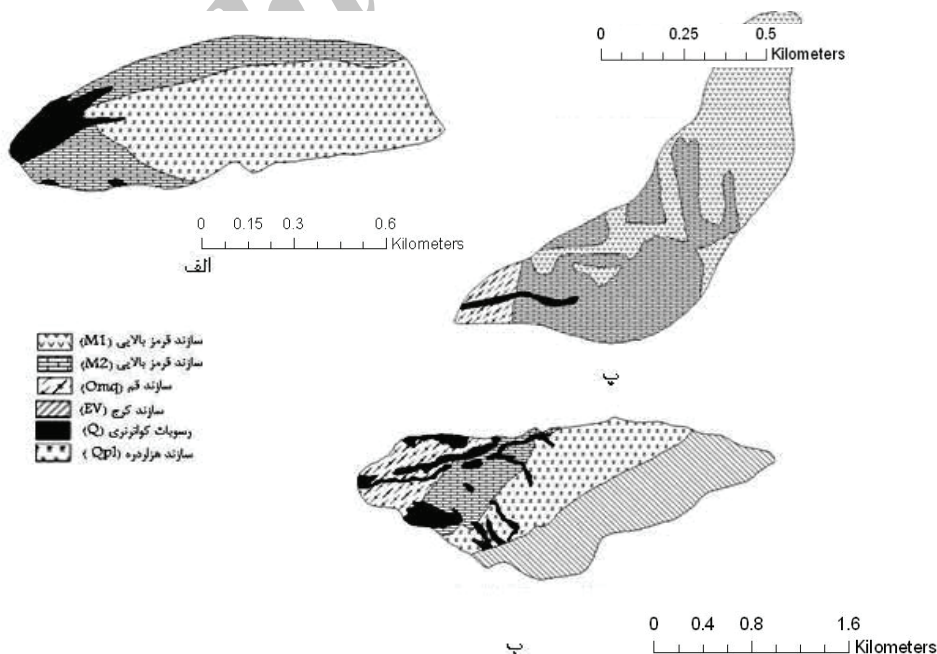 0 0.25 0.5
Kilometers
0 0.15 0.3 0.6
Kilometers
الف
پ
سازند قرمز بالایی (M1)
سازند قرمز بالایی (M2)
سازند قم (Omq)
سازند کرج (EV)
رسوبات کواترنری (Q)
سازند هزاردره (Qpl)
0 0.4 0.8 1.6
Kilometers
ب